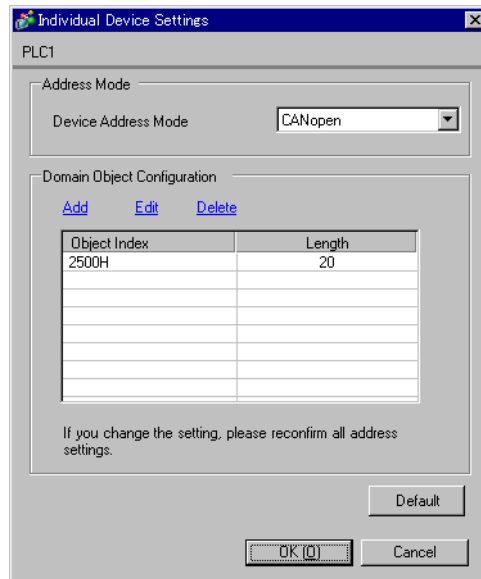 Individual Device Settings
PLC1
Address Mode
Device Address Mode CANopen
Domain Object Configuration
Add Edit Delete
Object Index Length
2500H 20
If you change the setting, please reconfirm all address
settings.
Default
OK (O) Cancel